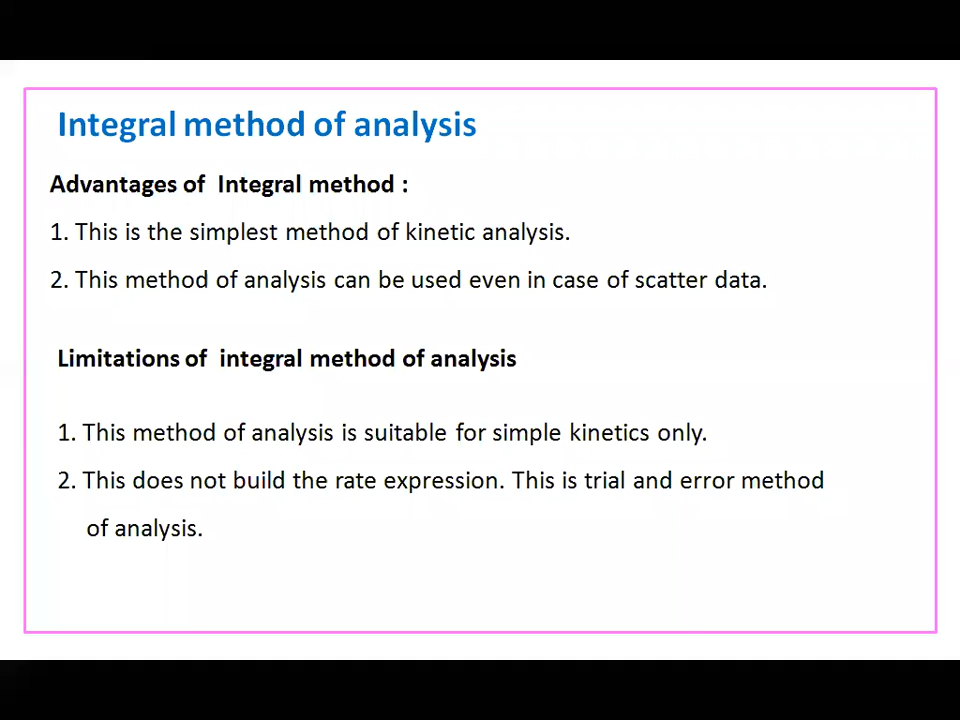 Integral method of analysis
Advantages of Integral method :
1. This is the simplest method of kinetic analysis.
2. This method of analysis can be used even in case of scatter data.
Limitations of integral method of analysis
1. This method of analysis is suitable for simple kinetics only.
2. This does not build the rate expression. This is trial and error method
of analysis.